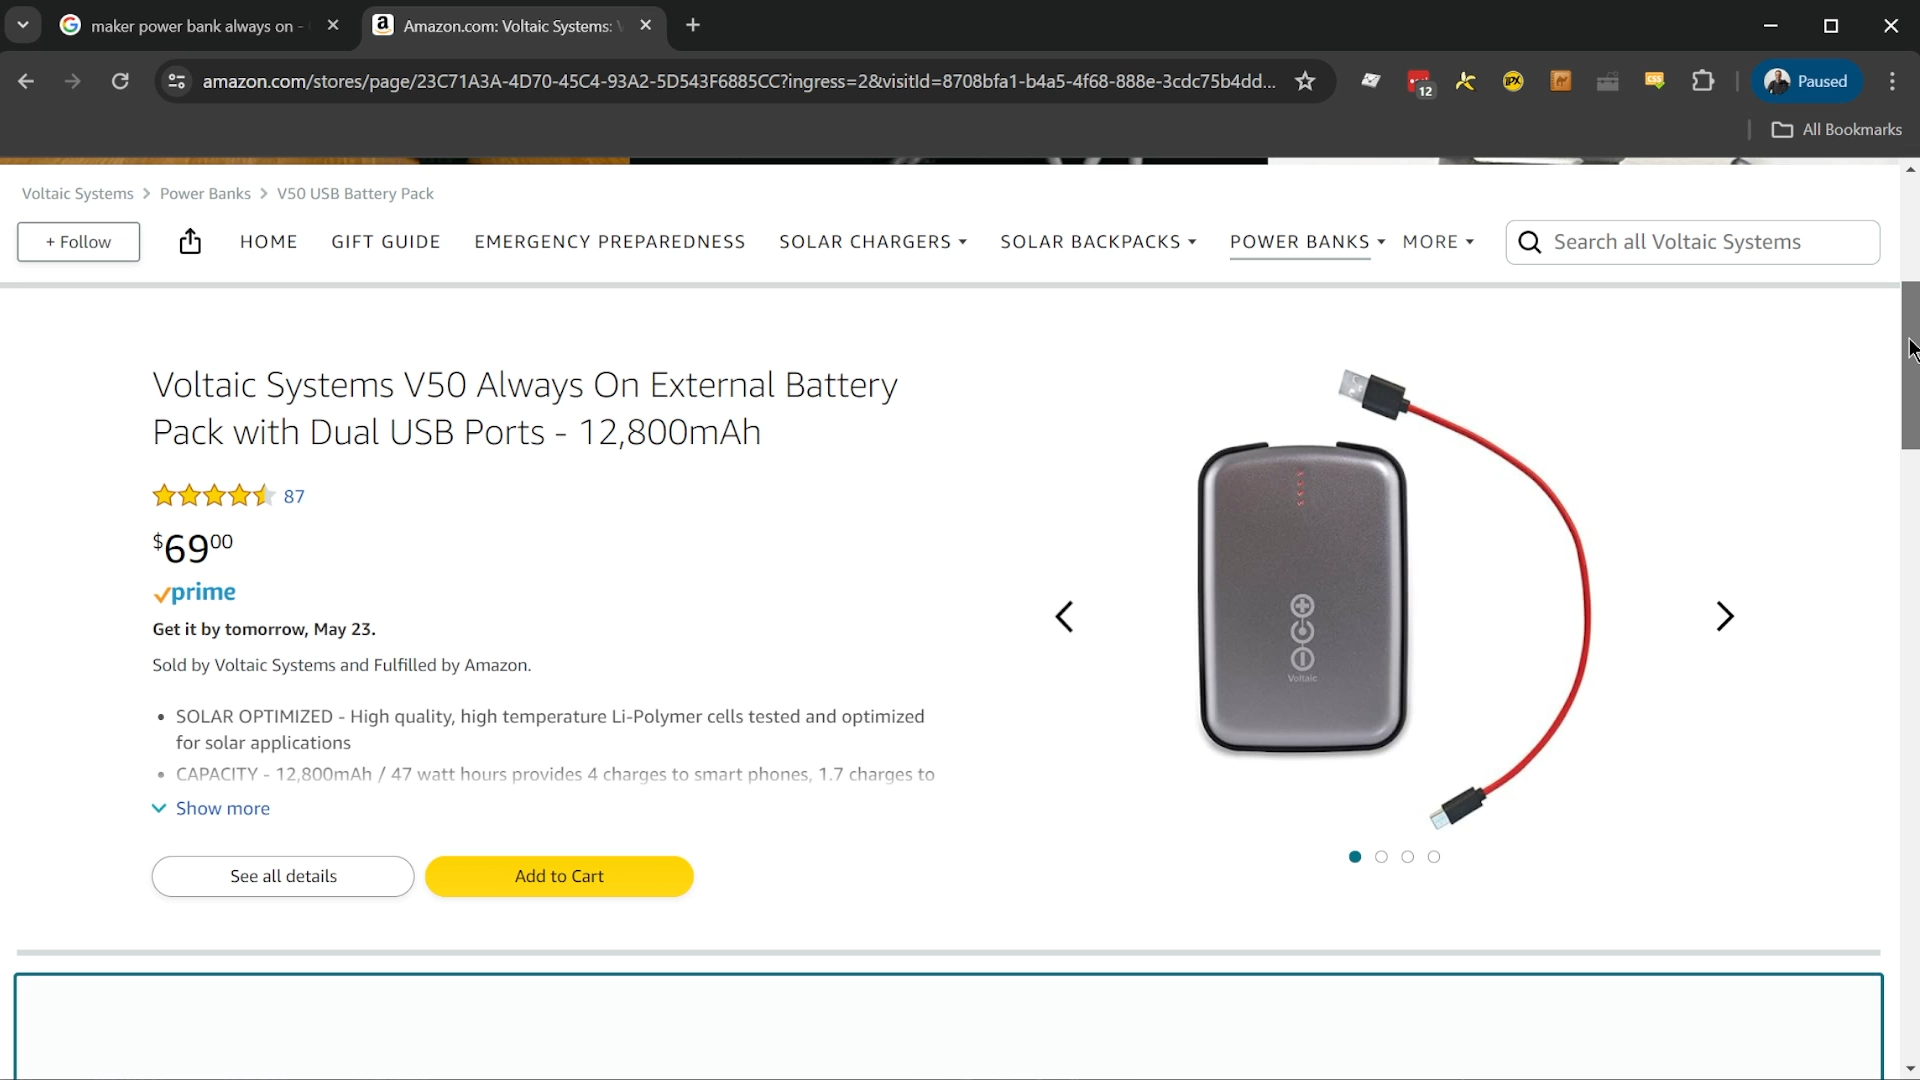 maker power bank always on -
Amazon.com: Voltaic Systems:
amazon.com/stores/page/23C71A3A-4D70-45C4-93A2-5D543F6885CC?ingress=2&visitId=8708bfa1-b4a5-4f68-888e-3cdc75b4dd...
12
IPX
CSS
Paused
All Bookmarks
Voltaic Systems > Power Banks > V50 USB Battery Pack
+ Follow
HOME GIFT GUIDE EMERGENCY PREPAREDNESS SOLAR CHARGERS SOLAR BACKPACKS POWER BANKS MORE
Search all Voltaic Systems
Voltaic Systems V50 Always On External Battery
Pack with Dual USB Ports - 12,800mAh
87
$6900
prime
Get it by tomorrow, May 23.
Sold by Voltaic Systems and Fulfilled by Amazon.
• SOLAR OPTIMIZED - High quality, high temperature Li-Polymer cells tested and optimized
for solar applications
• CAPACITY - 12,800mAh / 47 watt hours provides 4 charges to smart phones, 1.7 charges to
Show more
See all details
Add to Cart
Voltaic